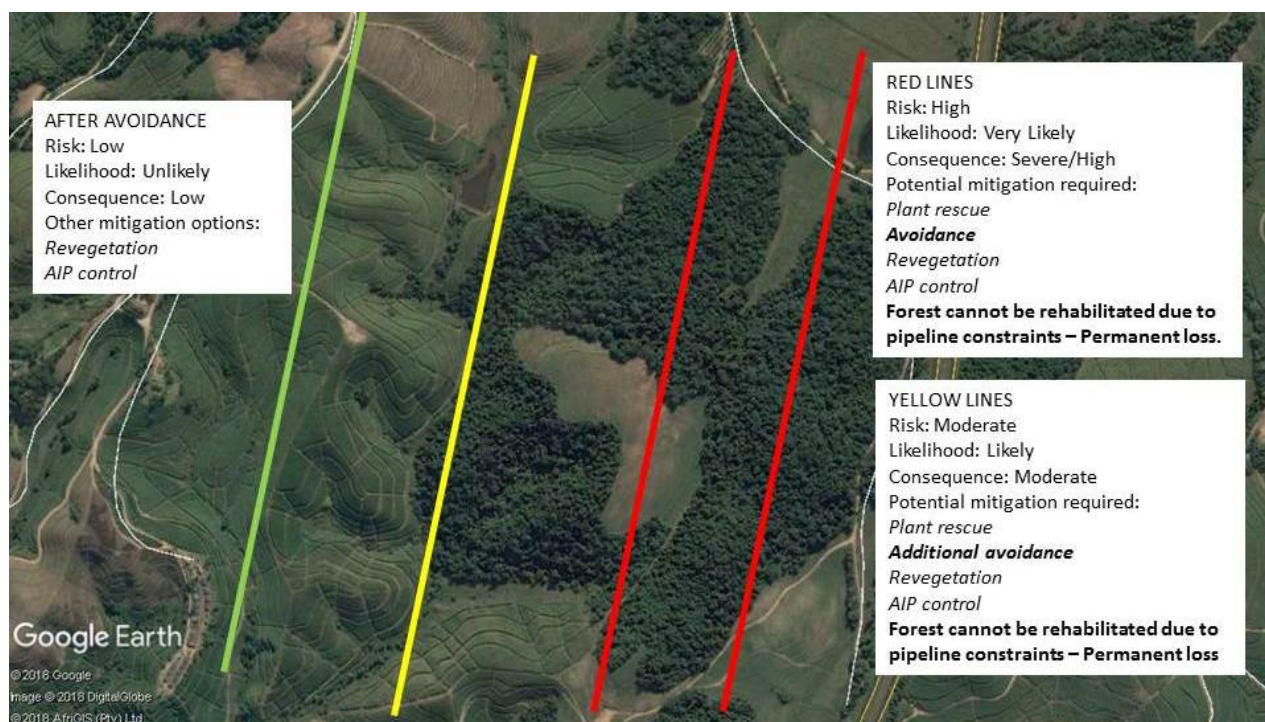 AFTER AVOIDANCE
Risk: Low
Likelihood: Unlikely
Consequence: Low
Other mitigation options:
Revegetation
AIP control
RED LINES
Risk: High
Likelihood: Very Likely
Consequence: Severe/High
Potential mitigation required:
Plant rescue
Avoidance
Revegetation
AIP control
Forest cannot be rehabilitated due to
pipeline constraints – Permanent loss.
YELLOW LINES
Risk: Moderate
Likelihood: Likely
Consequence: Moderate
Potential mitigation required:
Plant rescue
Additional avoidance
Revegetation
AIP control
Forest cannot be rehabilitated due to
pipeline constraints – Permanent loss
Google Earth
© 2018 Google
Image © 2018 DigitalGlobe
© 2018 AfriGIS (Pty) Ltd.